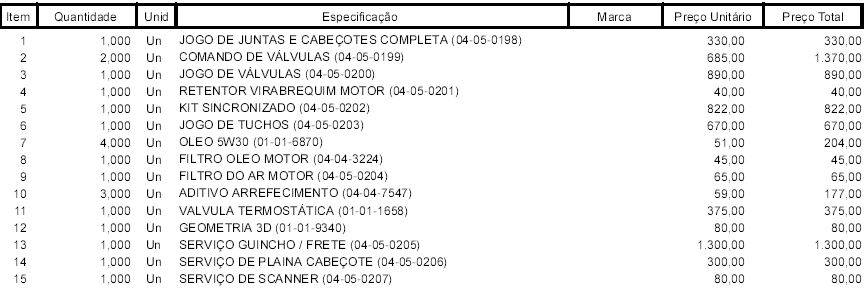 Item Quantidade Unid Especificação Marca Preço Unitário Preço Total
1 1,000 Un JOGO DE JUNTAS E CABEÇOTES COMPLETA (04-05-0198) 330,00 330,00
2 2,000 Un COMANDO DE VÁLVULAS (04-05-0199) 685,00 1.370,00
3 1,000 Un JOGO DE VÁLVULAS (04-05-0200) 890,00 890,00
4 1,000 Un RETENTOR VIRABREQUIM MOTOR (04-05-0201) 40,00 40,00
5 1,000 Un KIT SINCRONIZADO (04-05-0202) 822,00 822,00
6 1,000 Un JOGO DE TUCHOS (04-05-0203) 670,00 670,00
7 4,000 Un OLEO 5W30 (01-01-6870) 51,00 204,00
8 1,000 Un FILTRO OLEO MOTOR (04-04-3224) 45,00 45,00
9 1,000 Un FILTRO DO AR MOTOR (04-05-0204) 65,00 65,00
10 3,000 Un ADITIVO ARREFECIMENTO (04-04-7547) 59,00 177,00
11 1,000 Un VALVULA TERMOSTÁTICA (01-01-1658) 375,00 375,00
12 1,000 Un GEOMETRIA 3D (01-01-9340) 80,00 80,00
13 1,000 Un SERVIÇO GUINCHO / FRETE (04-05-0205) 1.300,00 1.300,00
14 1,000 Un SERVIÇO DE PLAINA CABEÇOTE (04-05-0206) 300,00 300,00
15 1,000 Un SERVIÇO DE SCANNER (04-05-0207) 80,00 80,00